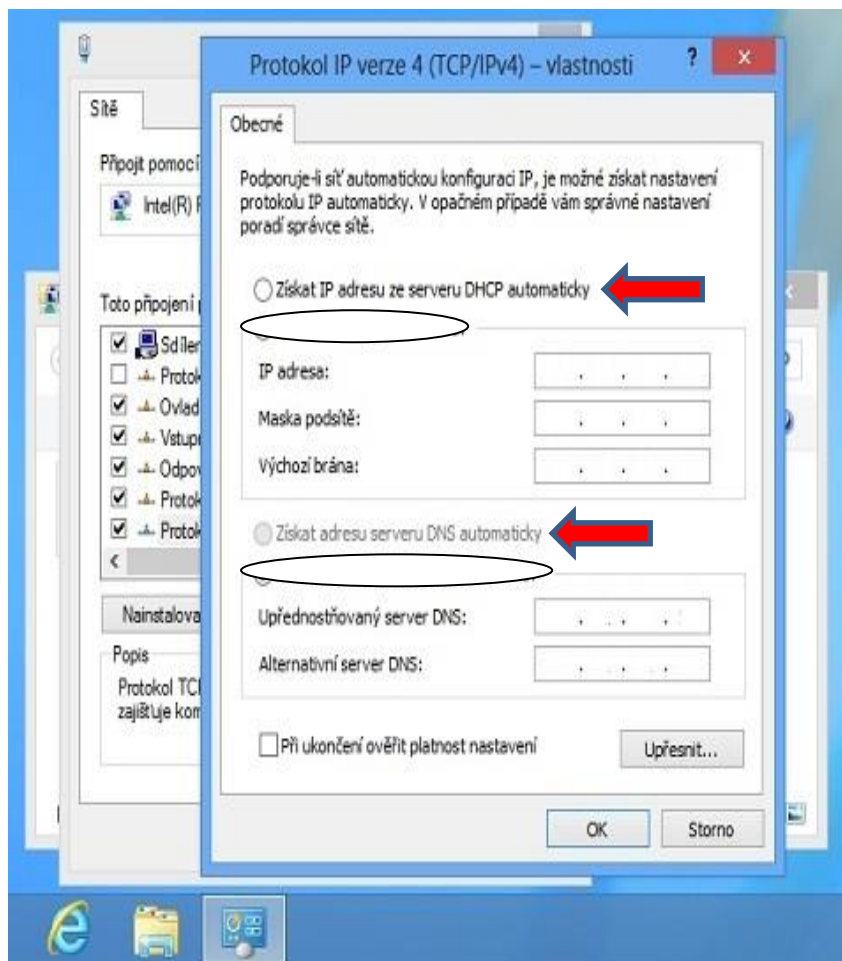 Protokol IP verze 4 (TCP/IPv4) – vlastnosti
?
x
Sítě
Obecné
Připojit pomocí
Intel(R)
Podporuje-li síť automatickou konfiguraci IP, je možné získat nastavení
protokolu IP automaticky. V opačném případě vám správné nastavení
poradí správce sítě.
Získat IP adresu ze serveru DHCP automaticky
Toto připojení
Sdílen
Protok
Ovlad
Vstupn
Odpov
Protok
Protok
IP adresa:
Maska podsítě:
Výchozí brána:
Získat adresu serveru DNS automaticky
Upřednostňovaný server DNS:
Alternativní server DNS:
Nainstalova
Popis
Protokol TCP
zajišťuje kom
Při ukončení ověřit platnost nastavení
Upřesnit...
OK
Storno